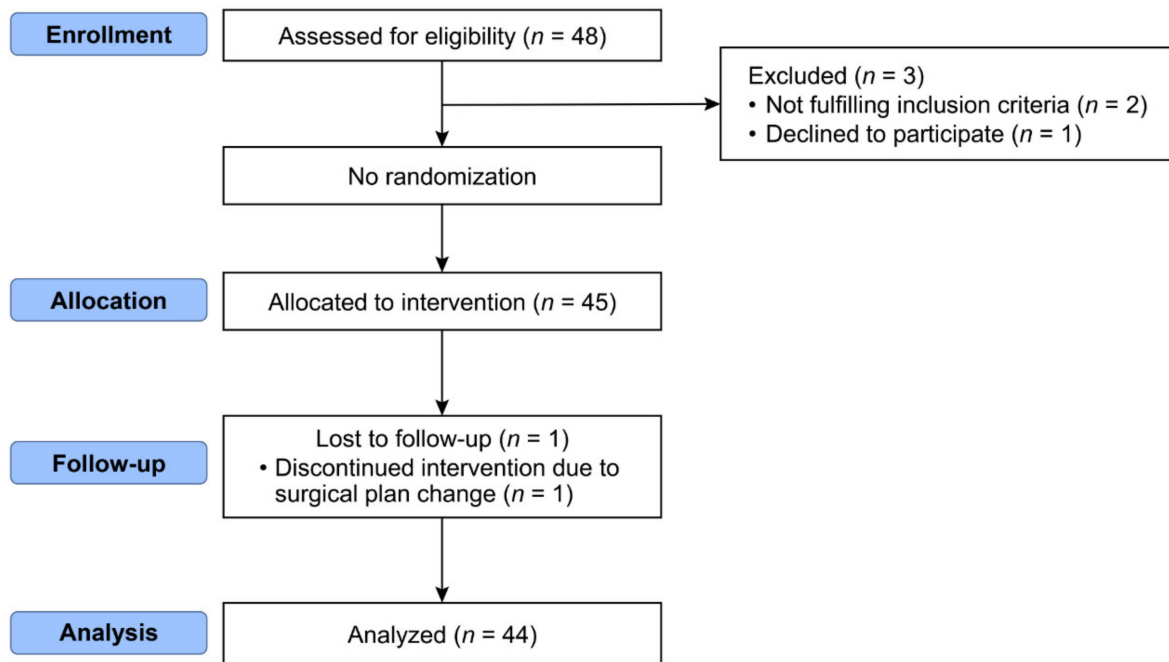 Enrollment
Assessed for eligibility (n = 48)
Excluded (n = 3)
• Not fulfilling inclusion criteria (n = 2)
• Declined to participate (n = 1)
No randomization
Allocation
Allocated to intervention (n = 45)
Follow-up
Lost to follow-up (n = 1)
• Discontinued intervention due to
surgical plan change (n = 1)
Analysis
Analyzed (n = 44)